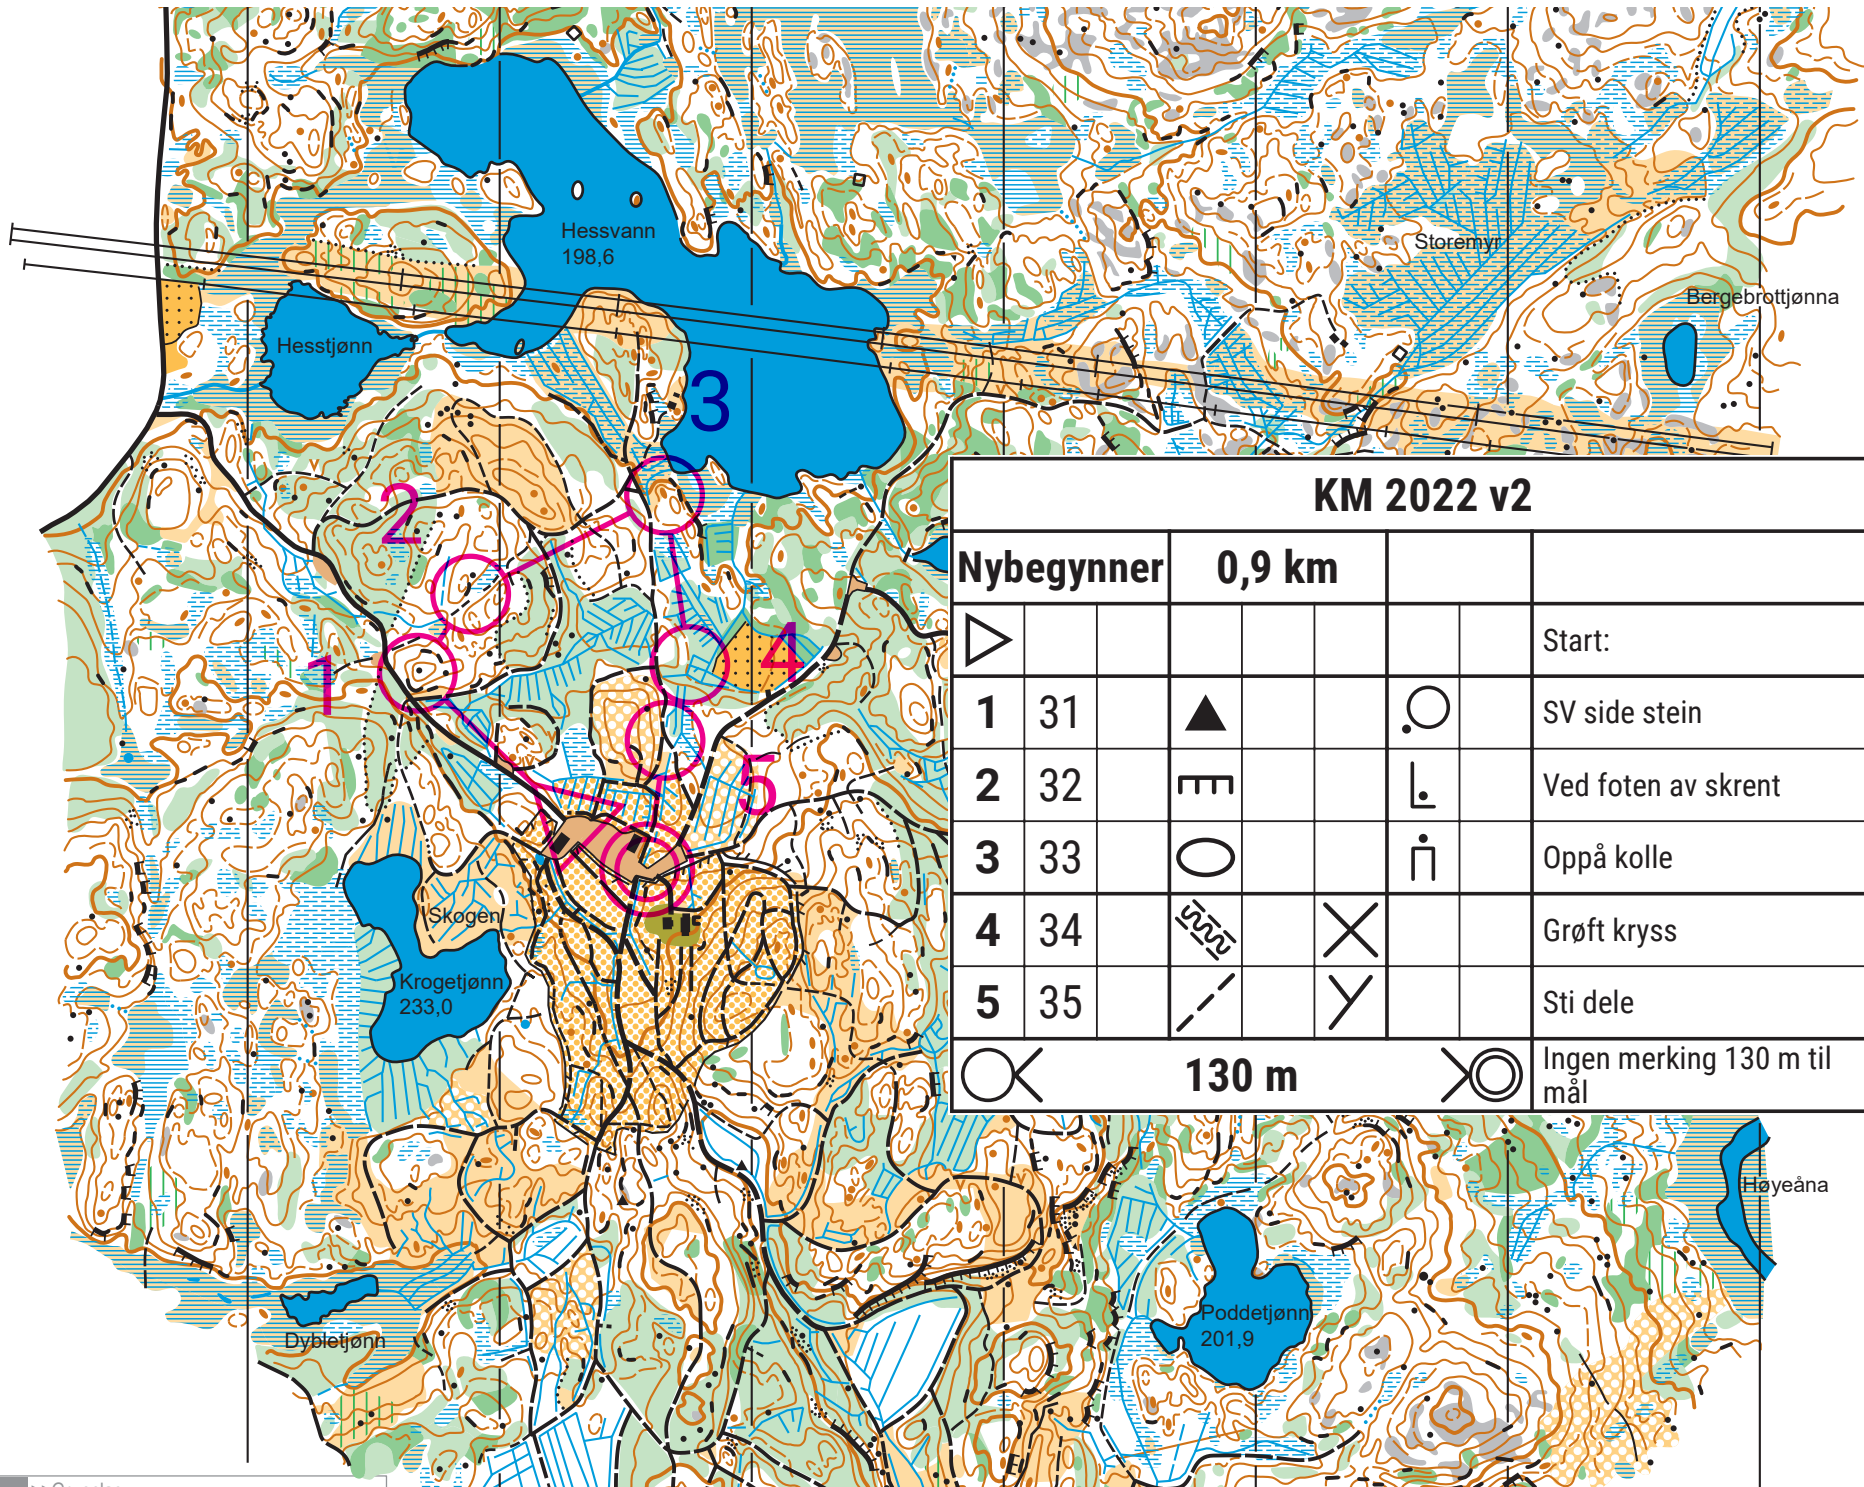 Hessvann
198,6
Storemyr
Bergebrottjønna
Hesstjønn
3
2
KM 2022 v2
Nybegynner 0,9 km
Start:
4
1
1 31 SV side stein
5
2 32 Ved foten av skrent
3 33 Oppå kolle
Skogen
4 34 Grøft kryss
Krogetjønn
233,0
5 35 Sti dele
130 m Ingen merking 130 m til
mål
Høyeåna
Poddetjønn
201,9
Dybletjønn